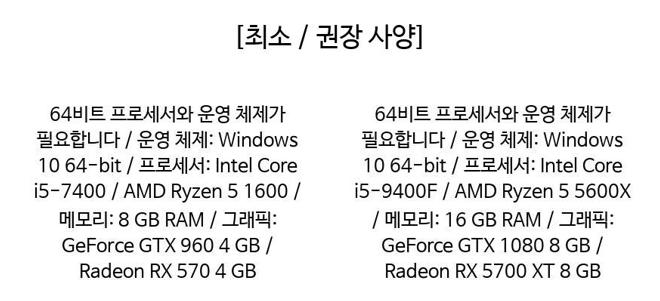 [최소 / 권장 사양]
64비트 프로세서와 운영 체제가
필요합니다 / 운영 체제: Windows
10 64-bit / 프로세서: Intel Core
i5-7400 / AMD Ryzen 5 1600 /
메모리: 8 GB RAM / 그래픽:
GeForce GTX 960 4 GB /
Radeon RX 570 4 GB
64비트 프로세서와 운영 체제가
필요합니다 / 운영 체제: Windows
10 64-bit / 프로세서: Intel Core
i5-9400F / AMD Ryzen 5 5600X
/ 메모리: 16 GB RAM / 그래픽:
GeForce GTX 1080 8 GB /
Radeon RX 5700 XT 8 GB